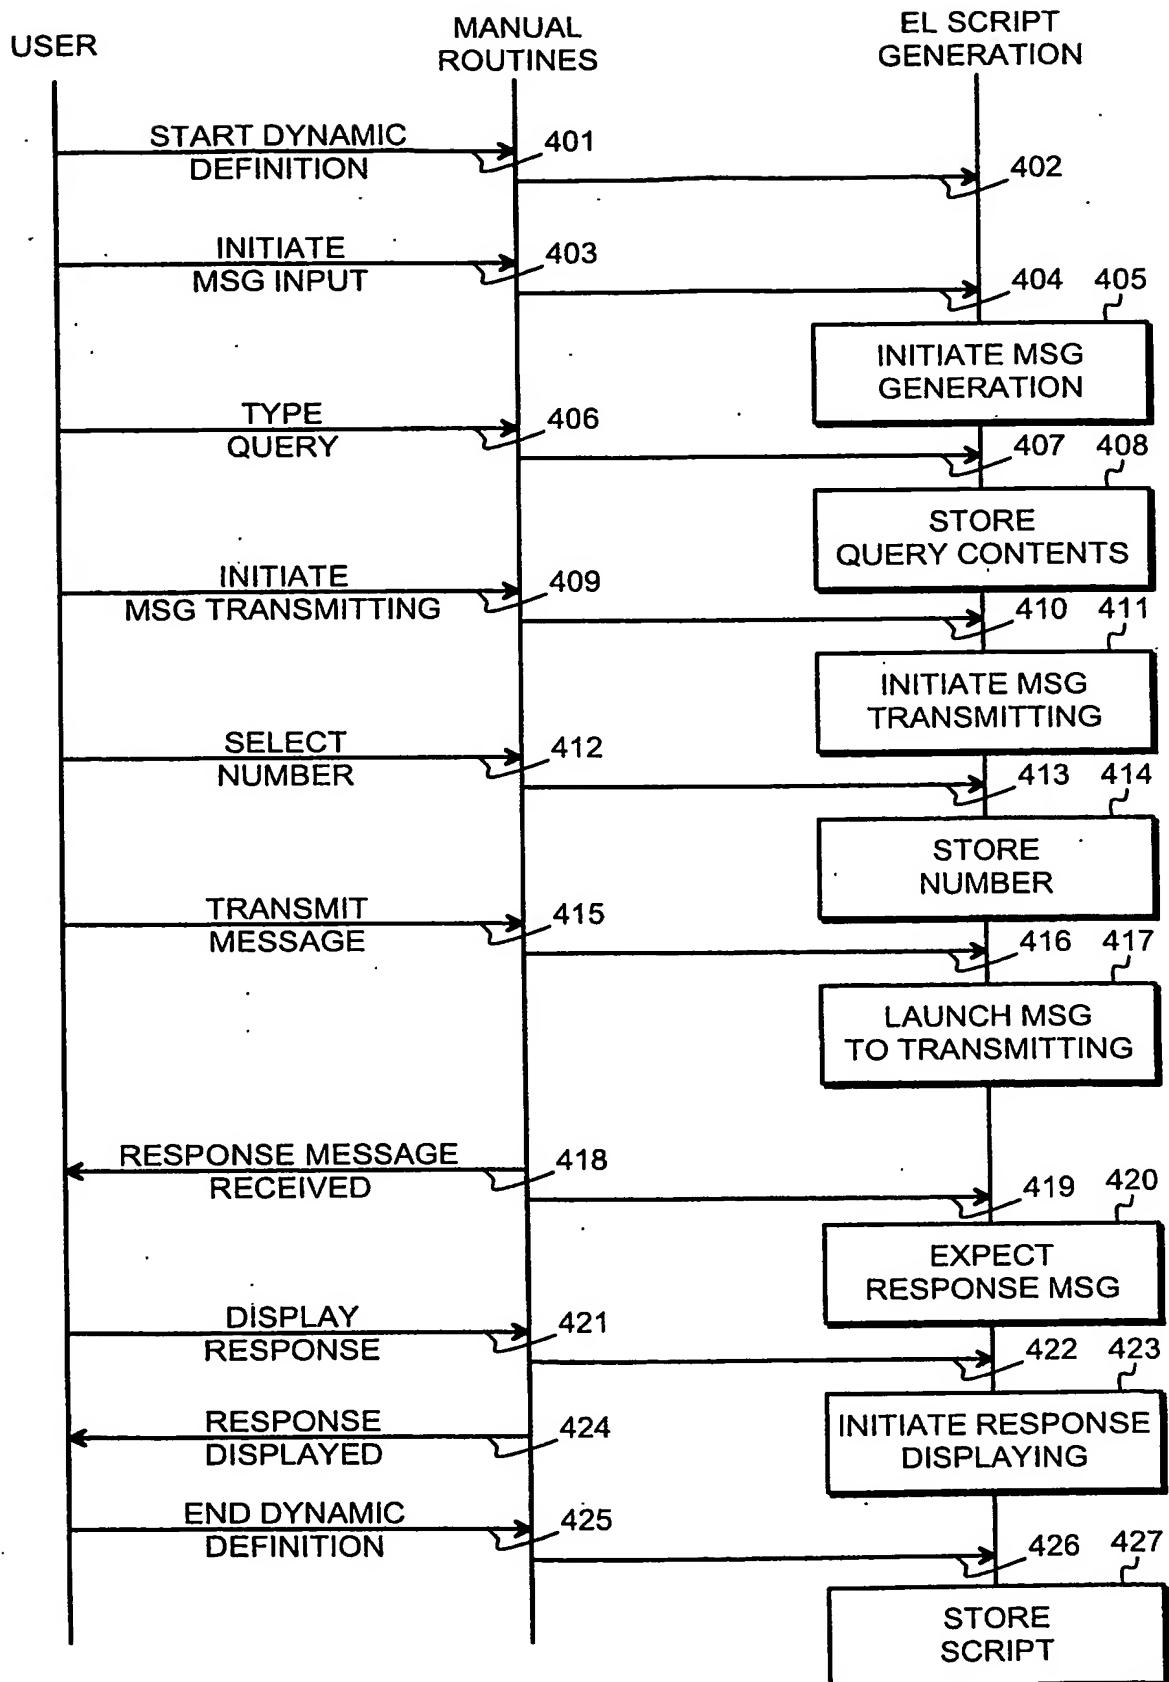 USER
MANUAL
ROUTINES
EL SCRIPT
GENERATION
START DYNAMIC
DEFINITION
401
402
INITIATE
MSG INPUT
403
404
405
INITIATE MSG
GENERATION
TYPE
QUERY
406
407
408
STORE
QUERY CONTENTS
INITIATE
MSG TRANSMITTING
409
410
411
INITIATE MSG
TRANSMITTING
SELECT
NUMBER
412
413
414
STORE
NUMBER
TRANSMIT
MESSAGE
415
416
417
LAUNCH MSG
TO TRANSMITTING
RESPONSE MESSAGE
RECEIVED
418
419
420
EXPECT
RESPONSE MSG
DISPLAY
RESPONSE
421
422
423
INITIATE RESPONSE
DISPLAYING
RESPONSE
DISPLAYED
424
END DYNAMIC
DEFINITION
425
426
427
STORE
SCRIPT